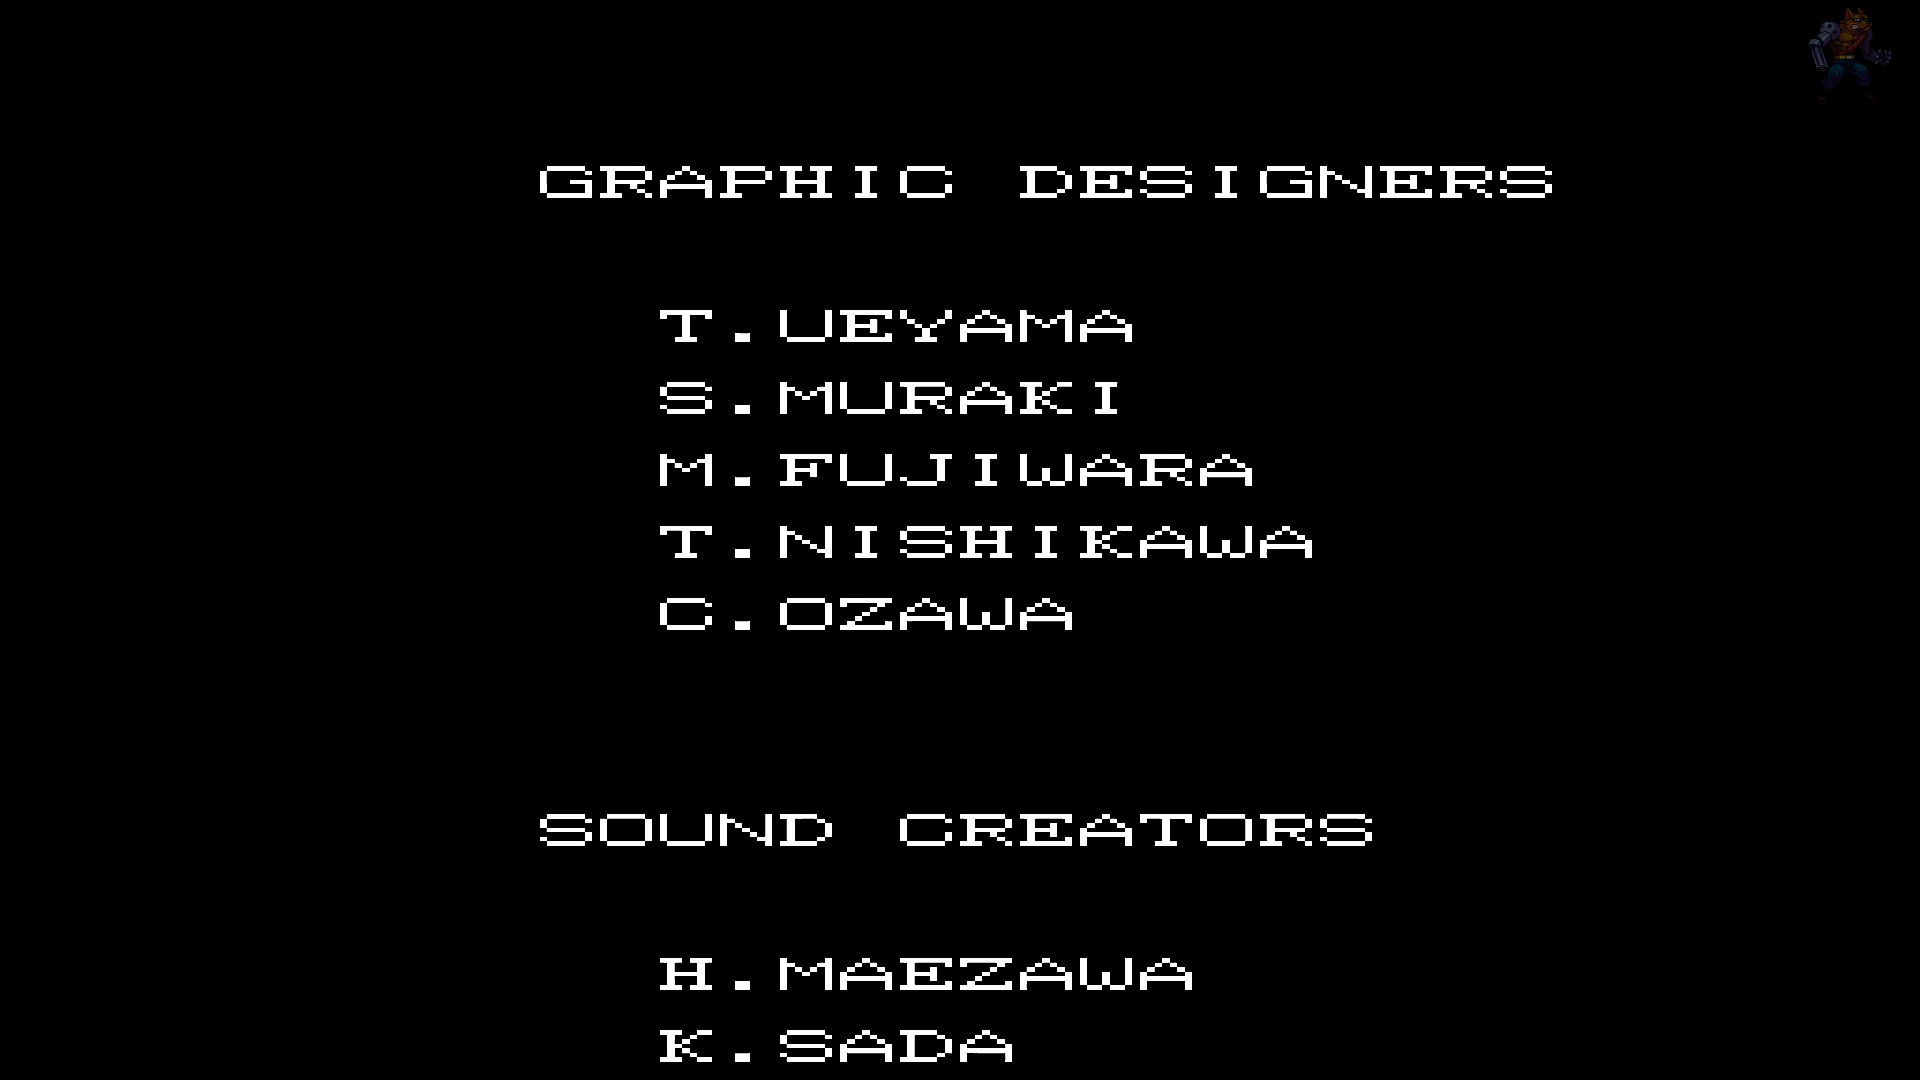 GRAPHIC DESIGNERS
T.UEYAMA
S.MURAKI
M.FUJIWARA
T.NISHIKAWA
C.OZAWA
SOUND CREATORS
H.MAEZAWA
K.SADA